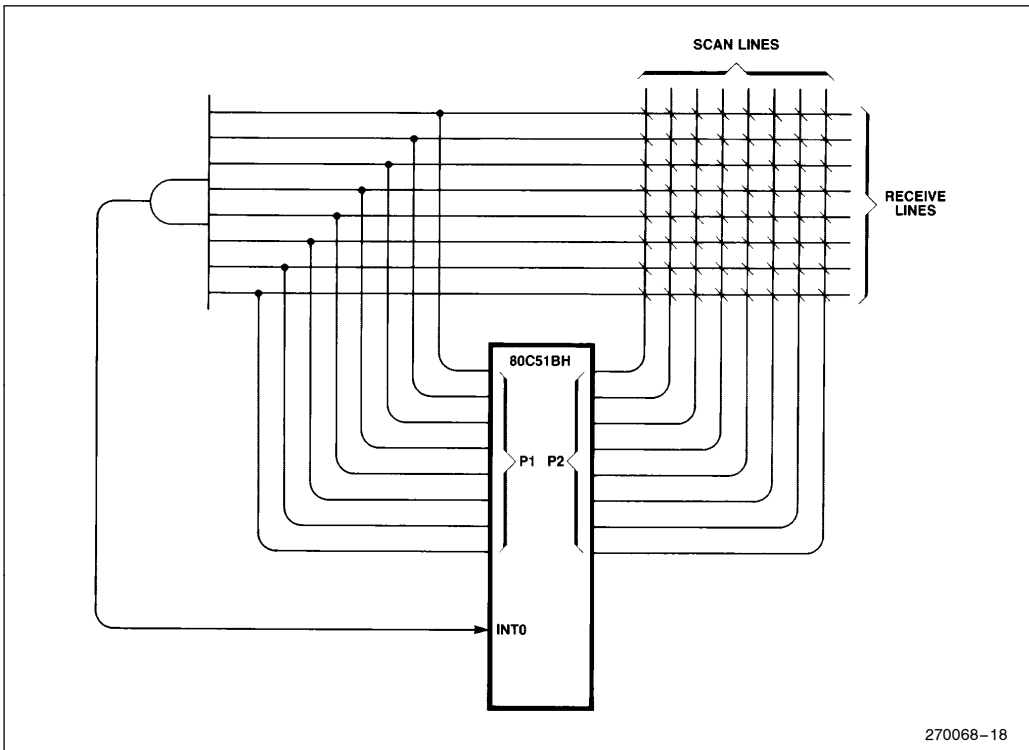 SCAN LINES
RECEIVE
LINES
80C51BH
P1 P2
INT0
270068–18